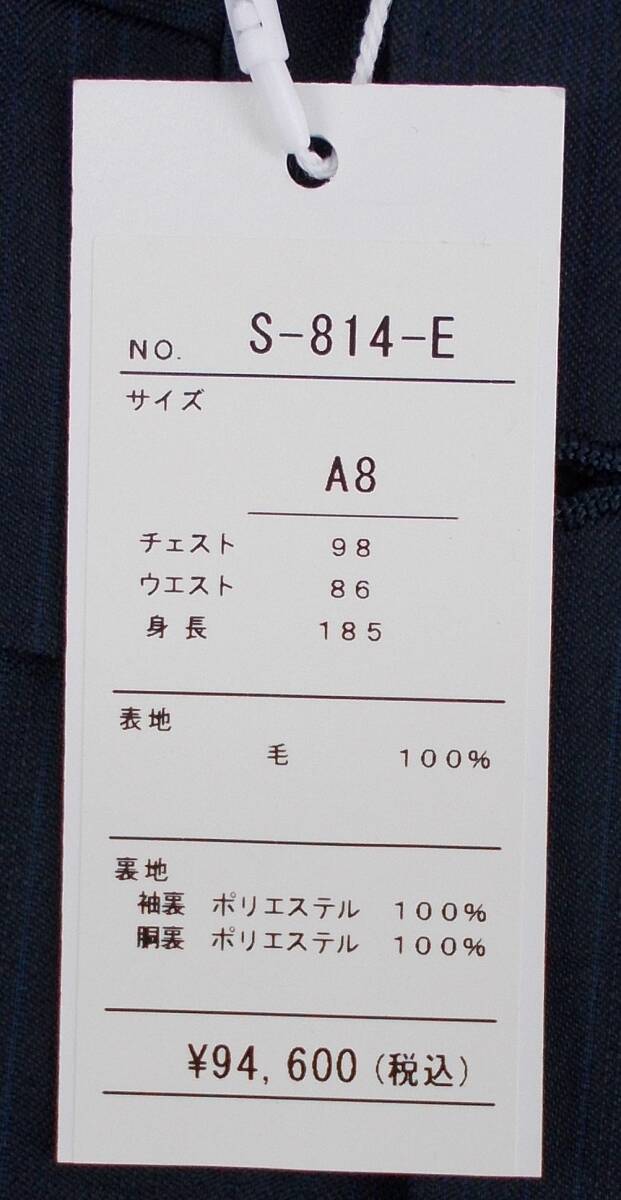 NO. S-814-E
サイズ
A8
チェスト 98
ウエスト 86
身長 185
表地
毛 100%
裏地
袖裏 ポリエステル 100%
胴裏 ポリエステル 100%
¥94,600(税込)